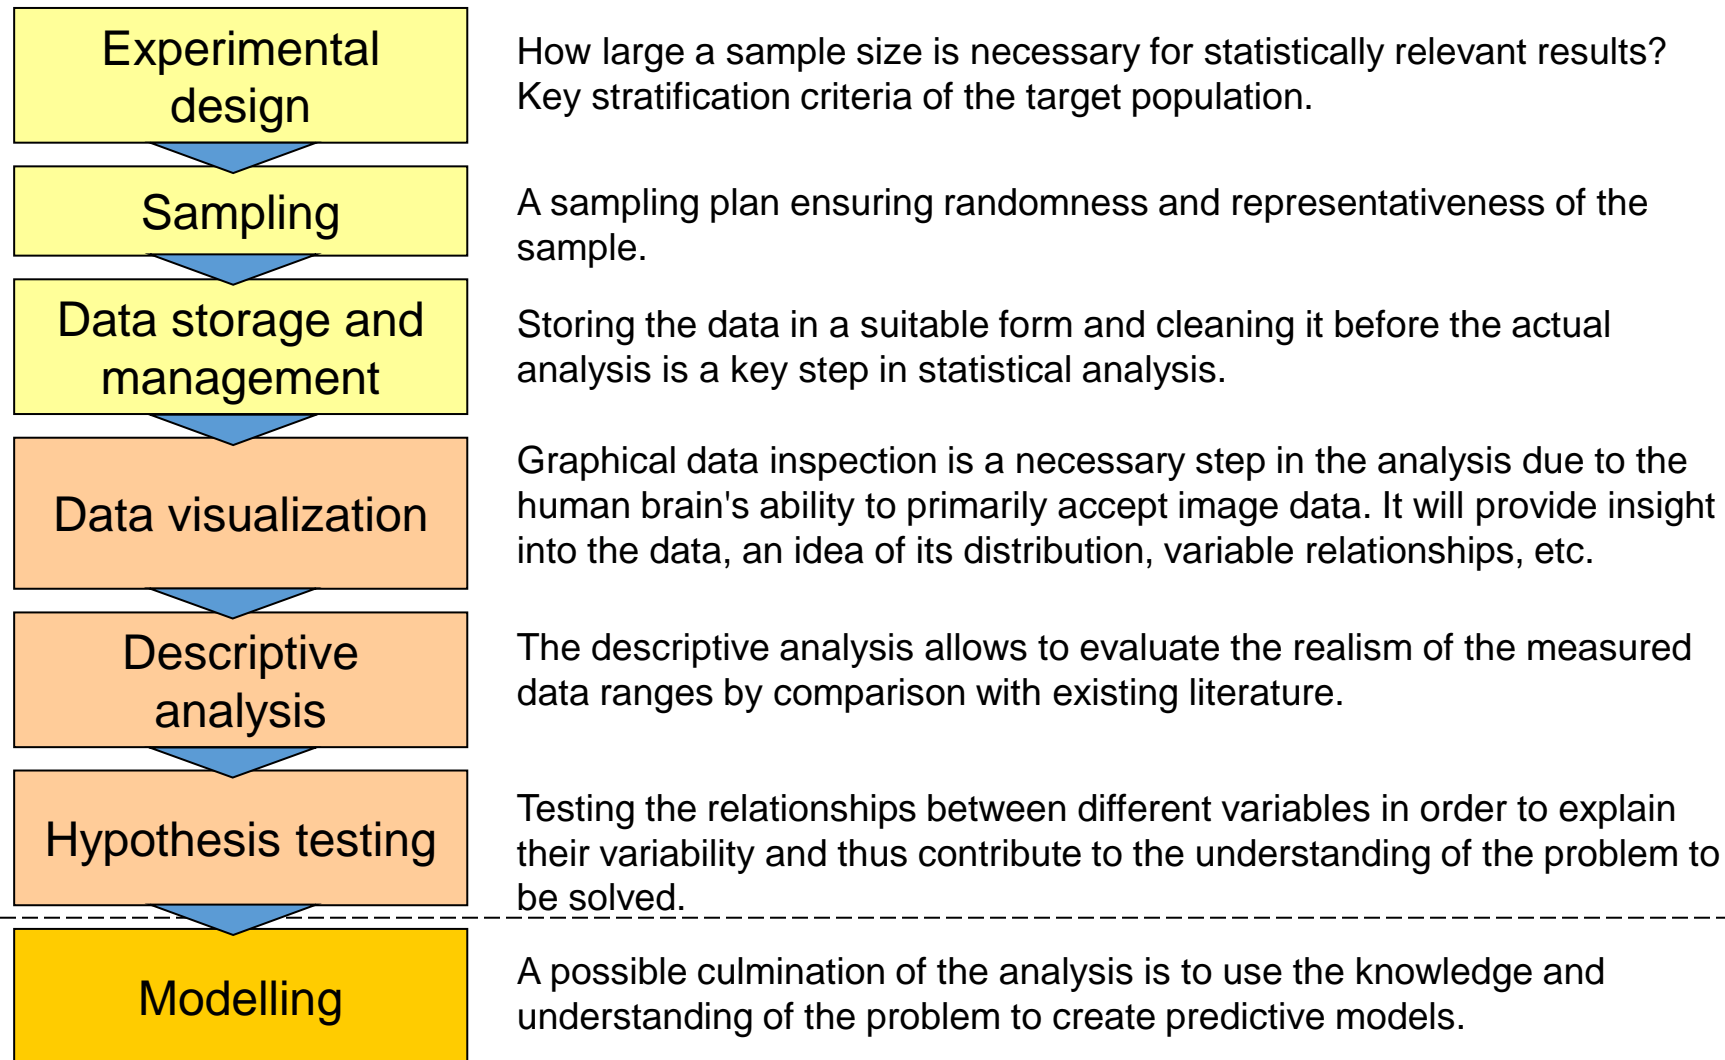 Experimental
design
How large a sample size is necessary for statistically relevant results?
Key stratification criteria of the target population.
Sampling
A sampling plan ensuring randomness and representativeness of the
sample.
Data storage and
management
Storing the data in a suitable form and cleaning it before the actual
analysis is a key step in statistical analysis.
Data visualization
Graphical data inspection is a necessary step in the analysis due to the
human brain's ability to primarily accept image data. It will provide insight
into the data, an idea of its distribution, variable relationships, etc.
Descriptive
analysis
The descriptive analysis allows to evaluate the realism of the measured
data ranges by comparison with existing literature.
Hypothesis testing
Testing the relationships between different variables in order to explain
their variability and thus contribute to the understanding of the problem to
be solved.
Modelling
A possible culmination of the analysis is to use the knowledge and
understanding of the problem to create predictive models.